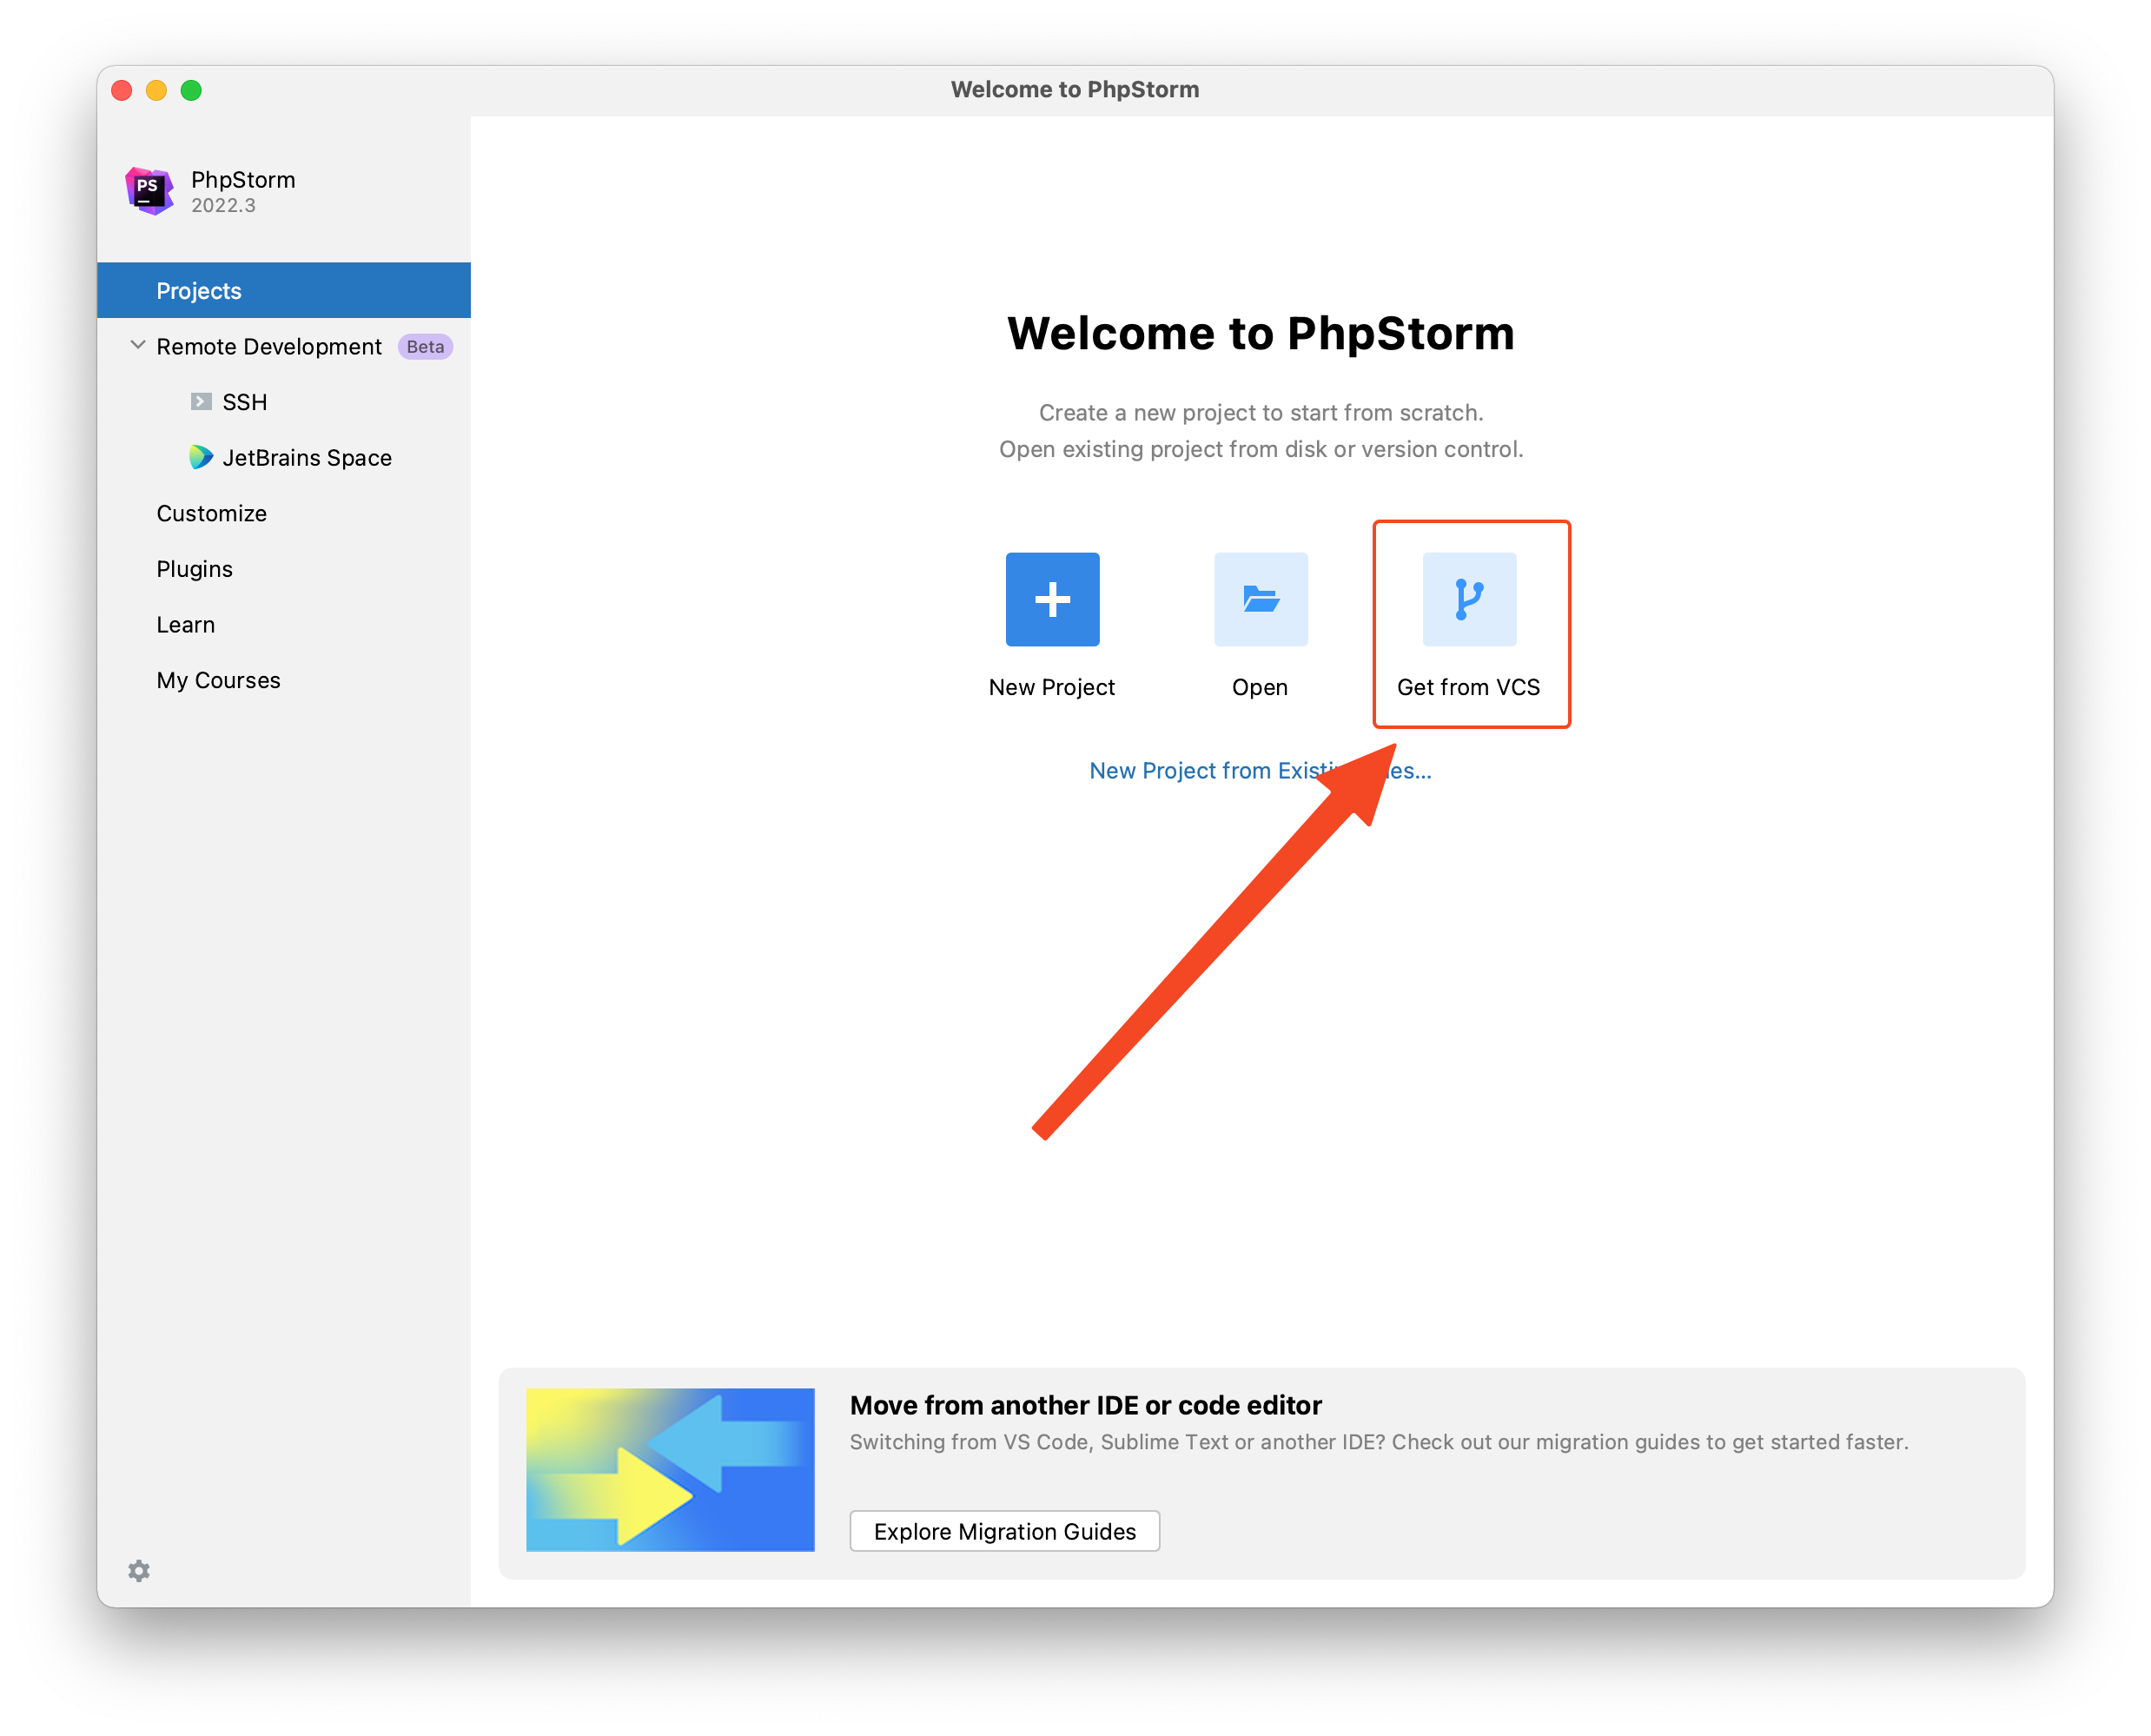 Welcome to PhpStorm
PS
PhpStorm
2022.3
Projects
Remote Development Beta
SSH
JetBrains Space
Customize
Plugins
Learn
My Courses
Welcome to PhpStorm
Create a new project to start from scratch.
Open existing project from disk or version control.
New Project
Open
Get from VCS
New Project from
Move from another IDE or code editor
Switching from VS Code, Sublime Text or another IDE? Check out our migration guides to get started faster.
Explore Migration Guides